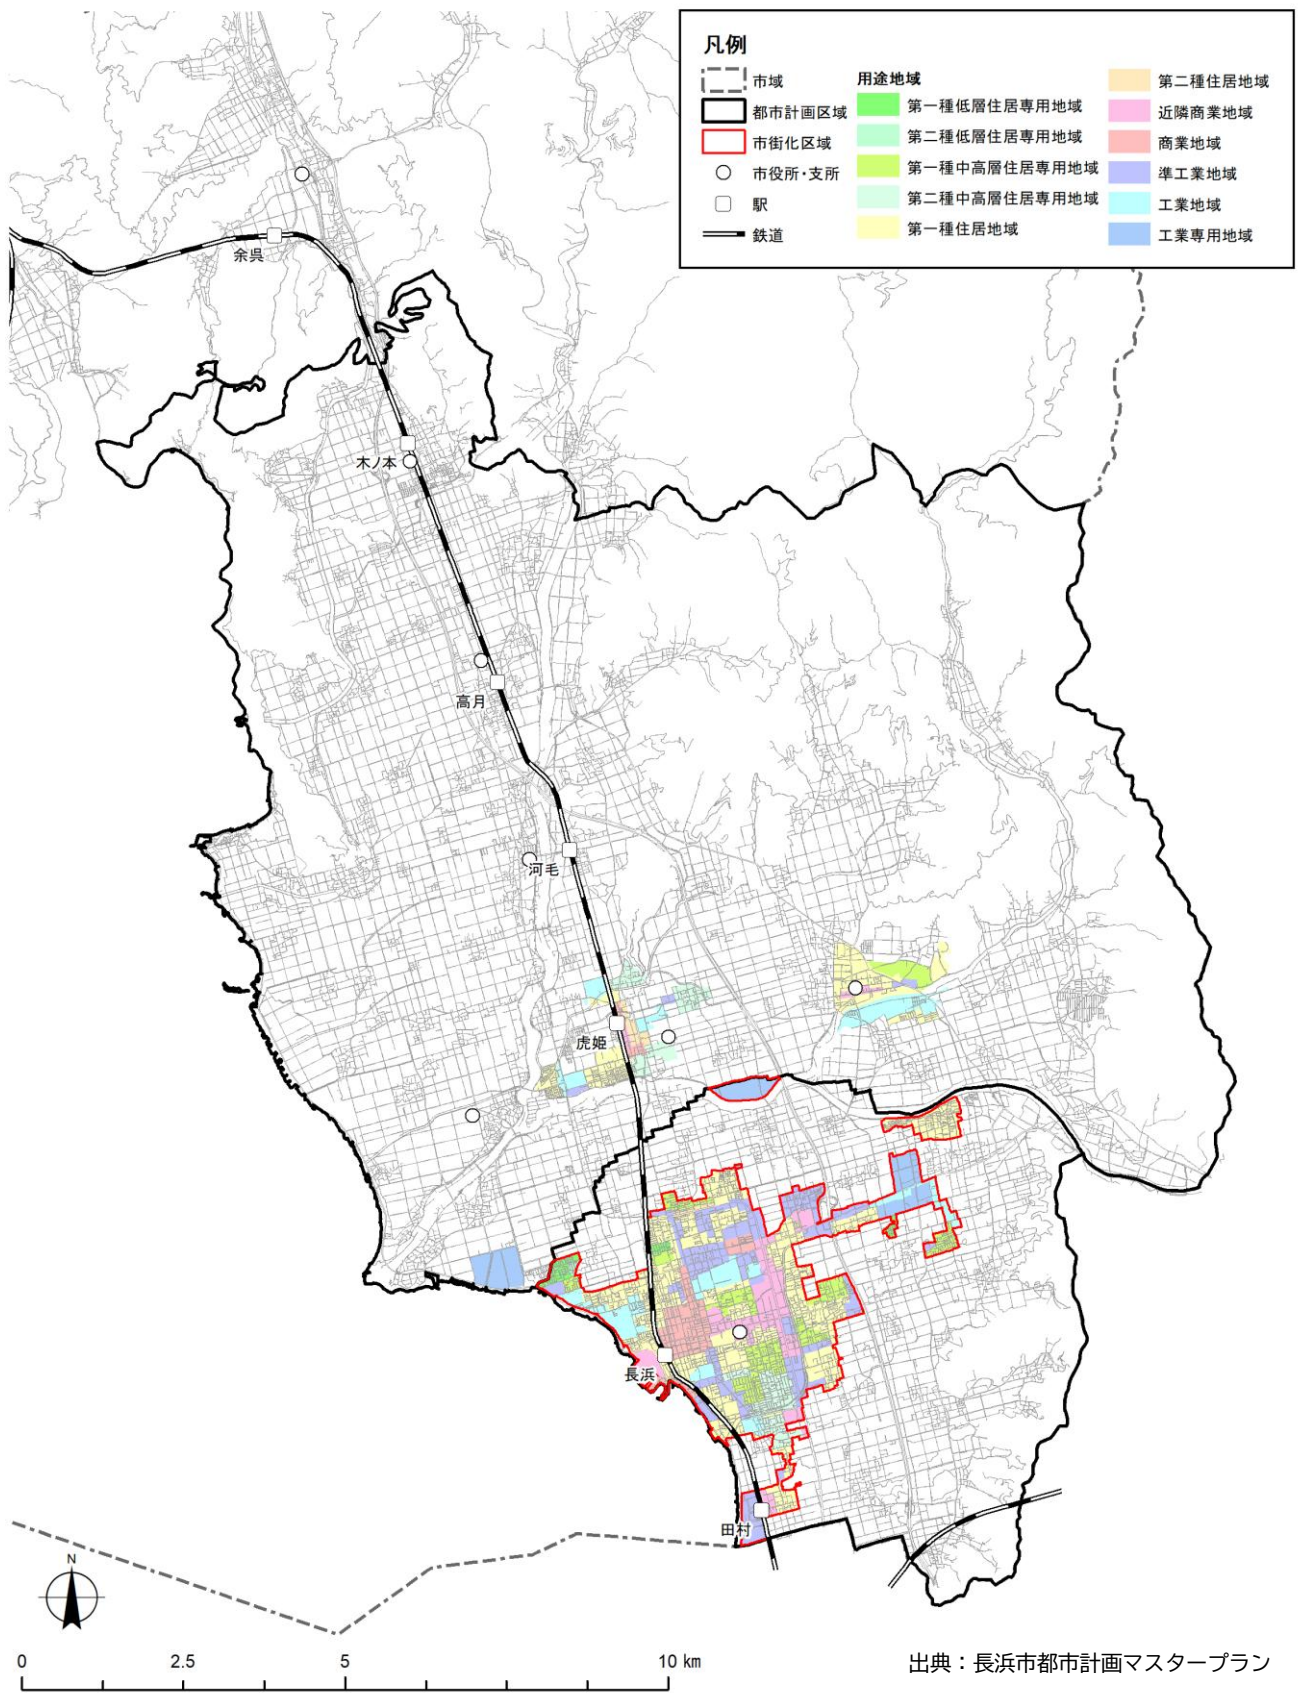 凡例
市域
都市計画区域
市街化区域
市役所・支所
駅
鉄道
用途地域
第一種低層住居専用地域
第二種低層住居専用地域
第一種中高層住居専用地域
第二種中高層住居専用地域
第一種住居地域
第二種住居地域
近隣商業地域
商業地域
準工業地域
工業地域
工業専用地域
余呉
木ノ本
高月
河毛
虎姫
長浜
田村
N
0 2.5 5 10 km
出典：長浜市都市計画マスタープラン